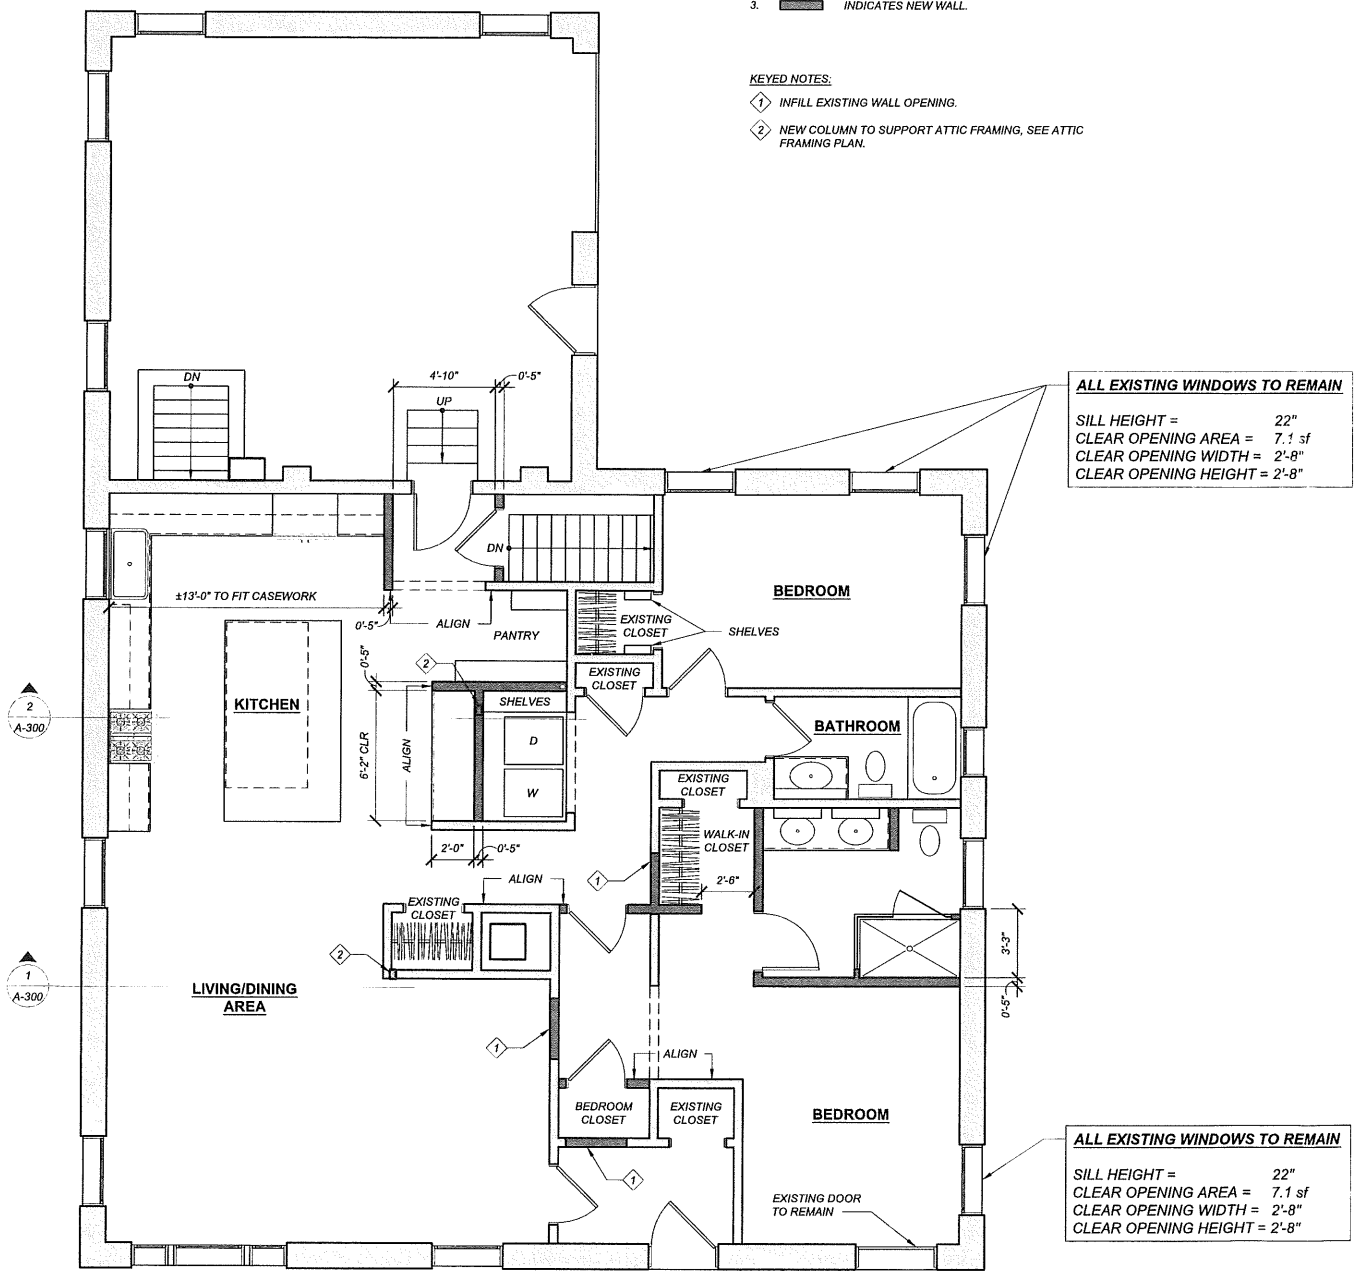 3. INDICATES NEW WALL.
KEYED NOTES:
1 INFILL EXISTING WALL OPENING.
2 NEW COLUMN TO SUPPORT ATTIC FRAMING, SEE ATTIC
FRAMING PLAN.
DN
4'-10"
0'-5"
UP
ALL EXISTING WINDOWS TO REMAIN
SILL HEIGHT = 22"
CLEAR OPENING AREA = 7.1 sf
CLEAR OPENING WIDTH = 2'-8"
CLEAR OPENING HEIGHT = 2'-8"
DN
±13'-0" TO FIT CASEWORK
0'-5"
ALIGN
PANTRY
EXISTING
CLOSET
SHELVES
BEDROOM
0'-5"
2
EXISTING
CLOSET
2
A-300
KITCHEN
6'-2" CLR
ALIGN
SHELVES
D
W
BATHROOM
EXISTING
CLOSET
WALK-IN
CLOSET
2'-0"
0'-5"
ALIGN
1
2'-6"
EXISTING
CLOSET
2
3'-3"
0'-5"
1
A-300
LIVING/DINING
AREA
1
ALIGN
BEDROOM
CLOSET
EXISTING
CLOSET
BEDROOM
1
EXISTING DOOR
TO REMAIN
ALL EXISTING WINDOWS TO REMAIN
SILL HEIGHT = 22"
CLEAR OPENING AREA = 7.1 sf
CLEAR OPENING WIDTH = 2'-8"
CLEAR OPENING HEIGHT = 2'-8"